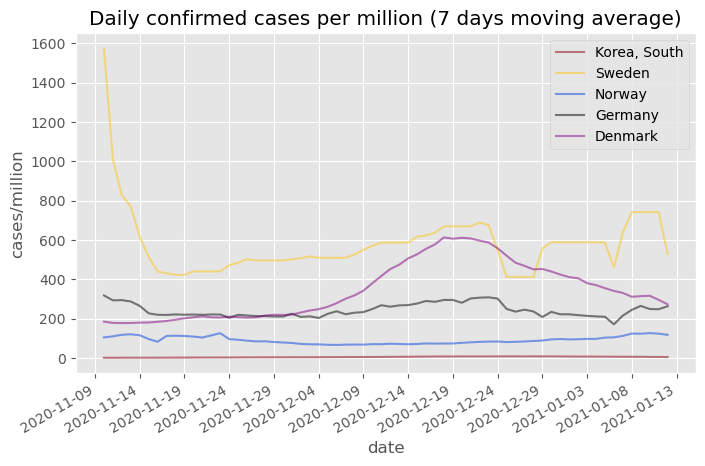 Daily confirmed cases per million (7 days moving average)
1600
1400
1200
1000
800
600
400
200
0
cases/million
Korea, South
Sweden
Norway
Germany
Denmark
2020-11-09
2020-11-14
2020-11-19
2020-11-24
2020-11-29
2020-12-04
2020-12-09
2020-12-14
2020-12-19
2020-12-24
2020-12-29
2021-01-03
2021-01-08
2021-01-13
date